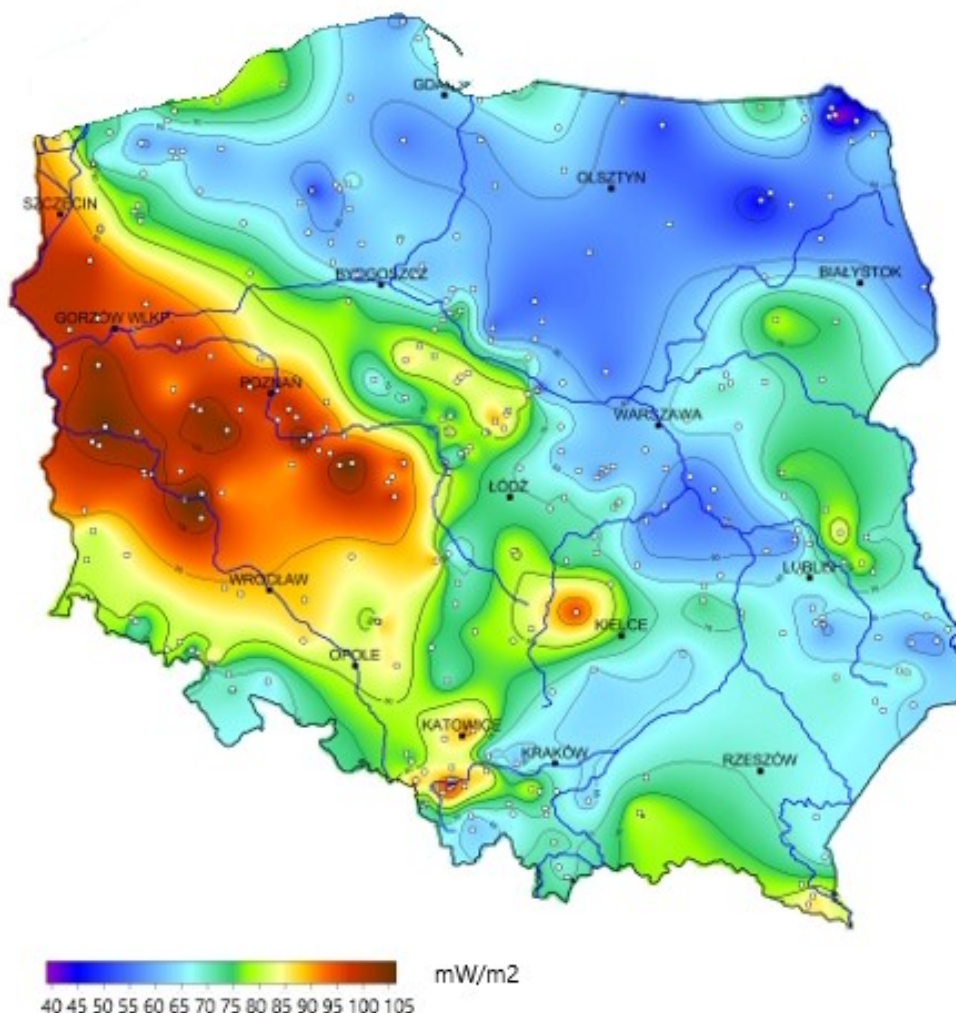 GDAŃ
OLSZTYN
SZCZECIN
BYDGOSZCZ
BIAŁYSTOK
GORZÓW WLKP
POZNAŃ
WARSZAWA
ŁÓDŹ
LUBLIN
WROCŁAW
KIELCE
OPOLE
KATOWICE
KRAKÓW
RZESZÓW
mW/m2
40 45 50 55 60 65 70 75 80 85 90 95 100 105